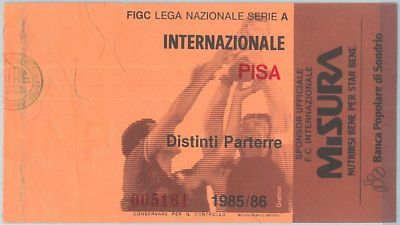 FIGC LEGA NAZIONALE SERIE A
INTERNAZIONALE
PISA
Distinti Parterre
005161 1985/86
CONSERVARE PER IL CONTROLLO
SPONSOR UFFICIALE
F.C. INTERNAZIONALE
MISURA
NUTRIRSI BENE PER STAR BENE.
Banca Popolare di Sondrio